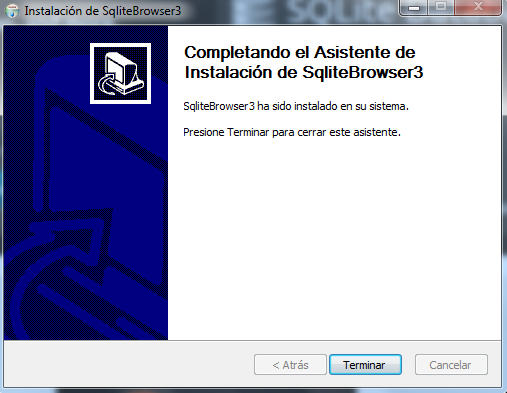 Instalación de SqliteBrowser3
Completando el Asistente de
Instalación de SqliteBrowser3
SqliteBrowser3 ha sido instalado en su sistema.
Presione Terminar para cerrar este asistente.
< Atrás
Terminar
Cancelar